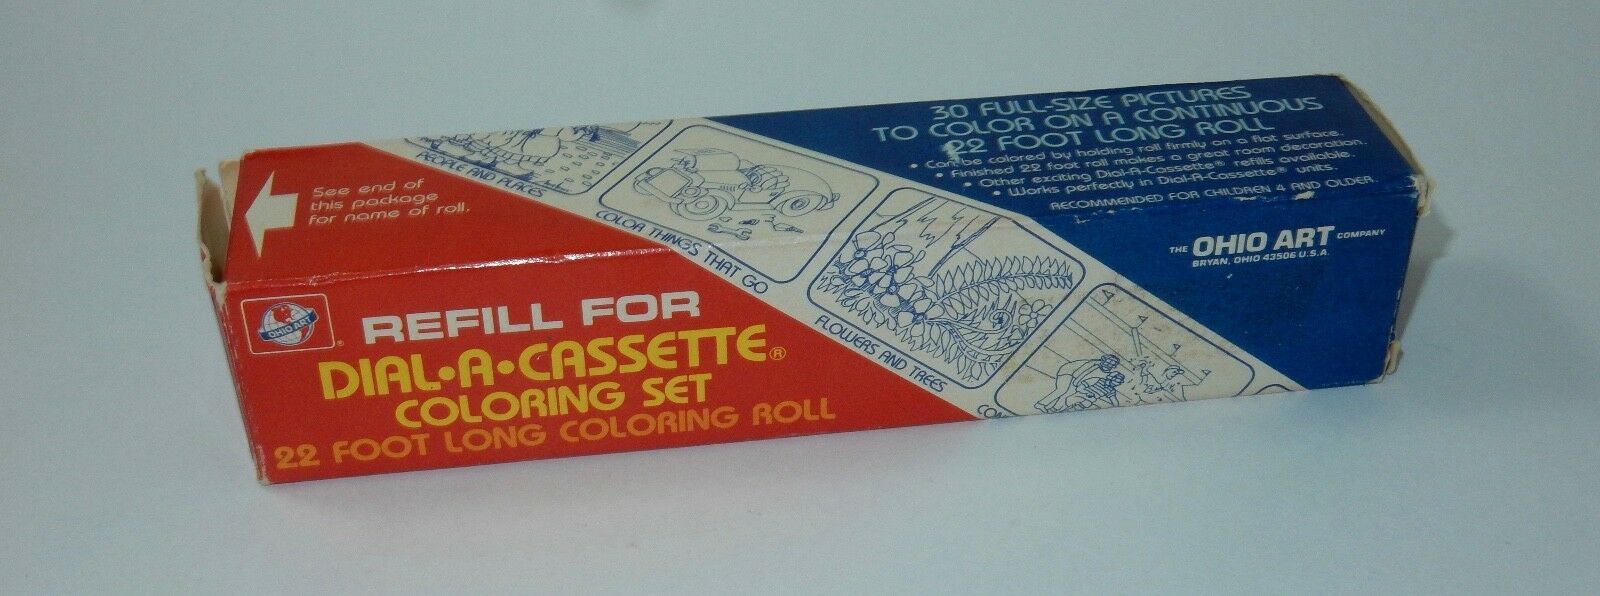 See end of
this package
for name of roll.
OHIO ART
®
REFILL FOR
DIAL•A•CASSETTE®
COLORING SET
22 FOOT LONG COLORING ROLL
PEOPLE AND PLACES
COLOR THINGS THAT GO
FLOWERS AND TREES
30 FULL-SIZE PICTURES
TO COLOR ON A CONTINUOUS
22 FOOT LONG ROLL
• Can be colored by holding roll firmly on a flat surface.
• Finished 22 foot roll makes a great room decoration.
• Other exciting Dial-A-Cassette® refills available.
• Works perfectly in Dial-A-Cassette® units.
RECOMMENDED FOR CHILDREN 4 AND OLDER.
THE OHIO ART COMPANY
BRYAN, OHIO 43506 U.S.A.